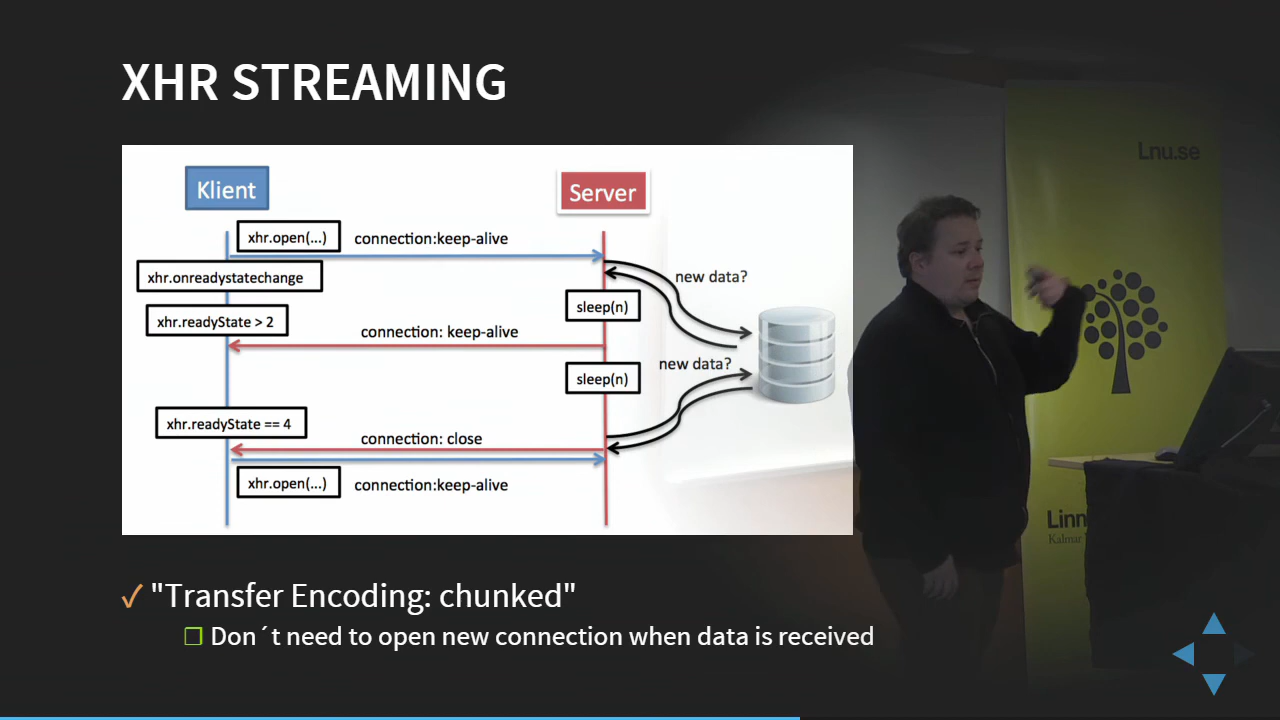 XHR STREAMING
Klient
Server
xhr.open(...)
connection:keep-alive
xhr.onreadystatechange
new data?
sleep(n)
xhr.readyState > 2
connection: keep-alive
new data?
sleep(n)
xhr.readyState == 4
connection: close
xhr.open(...)
connection:keep-alive
"Transfer Encoding: chunked"
Don´t need to open new connection when data is received
Lnu.se
Linn
Kalmar